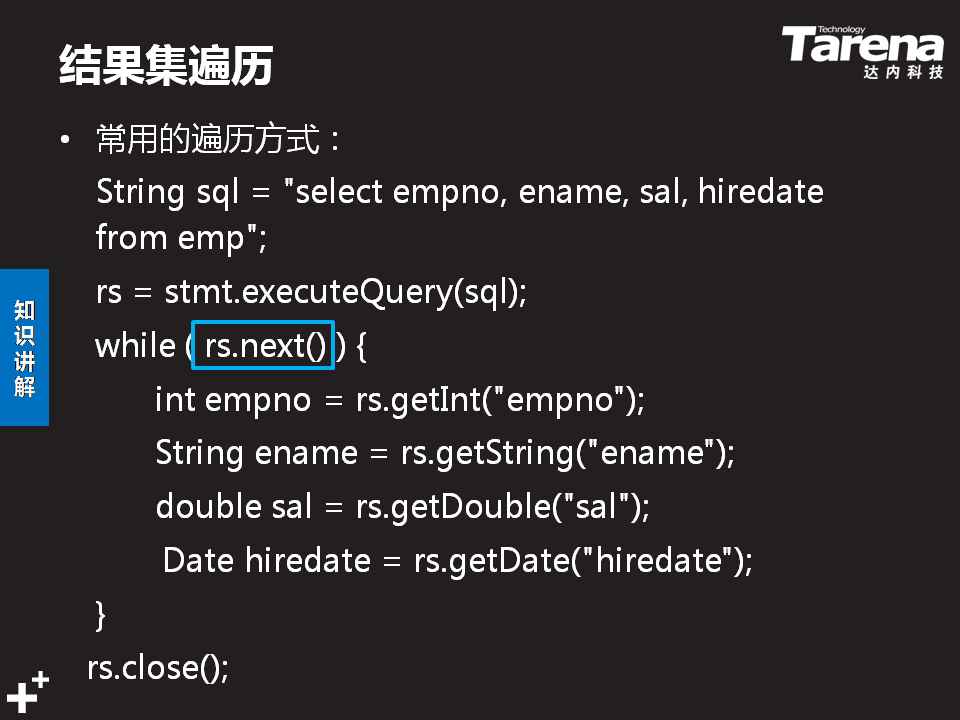 结果集遍历
Technology
Tarena
达内科技
• 常用的遍历方式：
String sql = "select empno, ename, sal, hiredate
from emp";
rs = stmt.executeQuery(sql);
while ( rs.next() ) {
int empno = rs.getInt("empno");
String ename = rs.getString("ename");
double sal = rs.getDouble("sal");
Date hiredate = rs.getDate("hiredate");
}
rs.close();
知识讲解